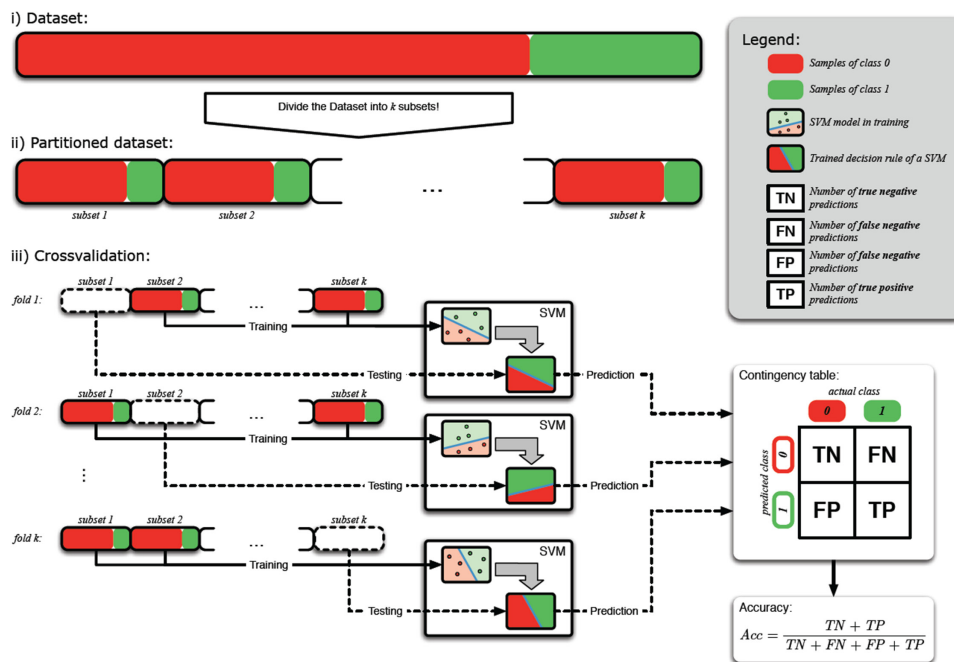 i) Dataset:
Divide the Dataset into k subsets!
ii) Partitioned dataset:
...
subset 1
subset 2
subset k
iii) Crossvalidation:
fold 1:
subset 1
subset 2
...
subset k
Training
Testing
SVM
Prediction
fold 2:
subset 1
subset 2
...
subset k
Training
Testing
SVM
Prediction
⋮
fold k:
subset 1
subset 2
...
subset k
Training
Testing
SVM
Prediction
Legend:
Samples of class 0
Samples of class 1
SVM model in training
Trained decision rule of a SVM
TN
Number of true negative
predictions
FN
Number of false negative
predictions
FP
Number of false negative
predictions
TP
Number of true positive
predictions
Contingency table:
actual class
0 1
predicted class
0
TN FN
1
FP TP
Accuracy:
Acc = (TN + TP) / (TN + FN + FP + TP)